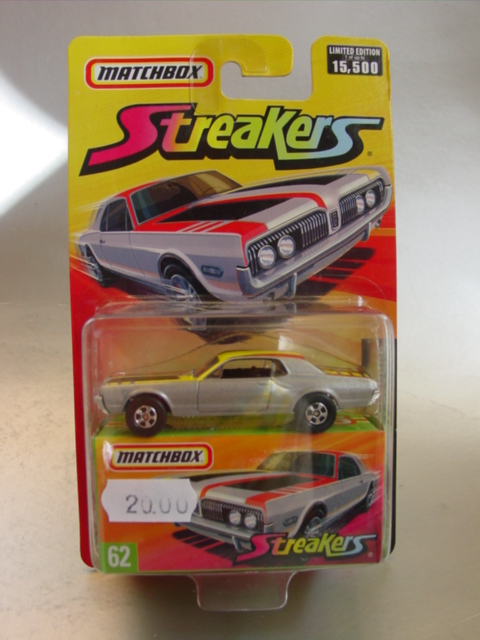 MATCHBOX
LIMITED EDITION
15,500
Streakers
MATCHBOX
20.00
Streakers
62